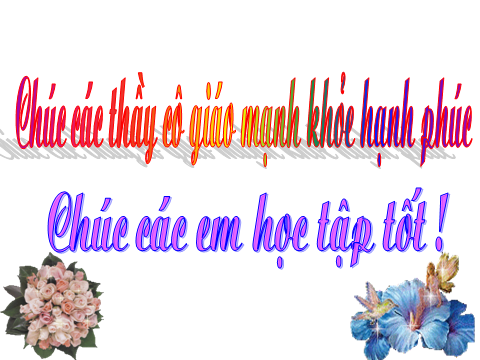 Chúc các thầy cô giáo mạnh khỏe hạnh phúc
Chúc các em học tập tốt !